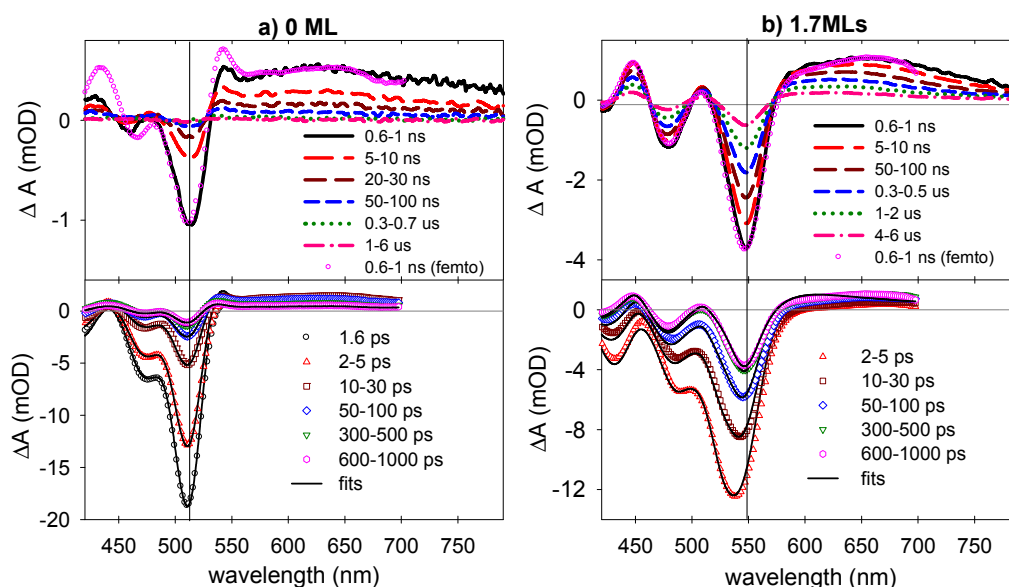 a) 0 ML
Δ A (mOD)
0
-1
0.6-1 ns
5-10 ns
20-30 ns
50-100 ns
0.3-0.7 us
1-6 us
0.6-1 ns (femto)
ΔA (mOD)
0
-5
-10
-15
-20
1.6 ps
2-5 ps
10-30 ps
50-100 ps
300-500 ps
600-1000 ps
fits
450 500 550 600 650 700 750
wavelength (nm)
b) 1.7MLs
Δ A (mOD)
0
-2
-4
0.6-1 ns
5-10 ns
50-100 ns
0.3-0.5 us
1-2 us
4-6 us
0.6-1 ns (femto)
ΔA (mOD)
0
-4
-8
-12
2-5 ps
10-30 ps
50-100 ps
300-500 ps
600-1000 ps
fits
450 500 550 600 650 700 750
wavelength (nm)